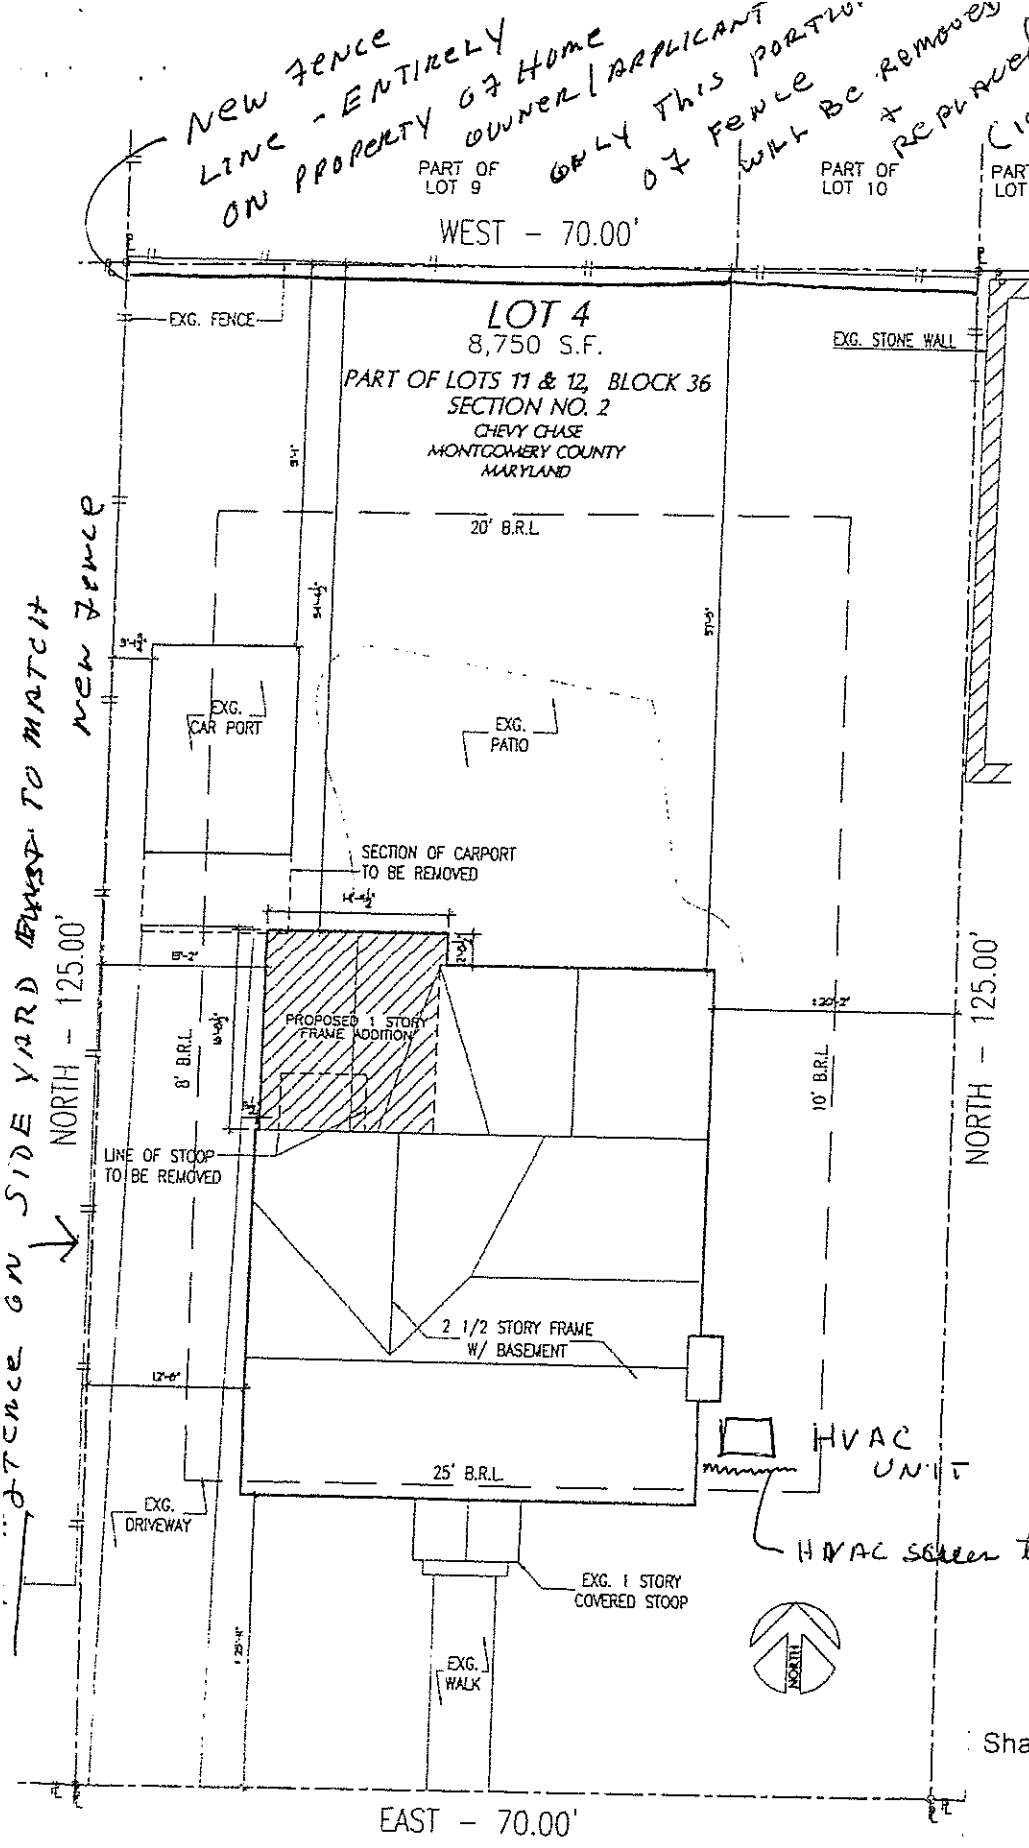 NEW FENCE
LINE - ENTIRELY
ON PROPERTY OF HOME
OWNER/APPLICANT
ONLY THIS PORTION
OF FENCE
WILL BE REMOVED
+
REPLACED
PART OF
LOT 9
PART OF
LOT 10
PART
LOT
WEST - 70.00'
EXG. FENCE
LOT 4
8,750 S.F.
PART OF LOTS 11 & 12, BLOCK 36
SECTION NO. 2
CHEVY CHASE
MONTGOMERY COUNTY
MARYLAND
EXG. STONE WALL
20' B.R.L.
EXG.
CAR PORT
EXG.
PATIO
SECTION OF CARPORT
TO BE REMOVED
FENCE ON SIDE YARD TO MATCH
NEW FENCE
NORTH - 125.00'
PROPOSED 1 STORY
FRAME ADDITION
8' B.R.L.
10' B.R.L.
NORTH - 125.00'
LINE OF STOOP
TO BE REMOVED
2 1/2 STORY FRAME
W/ BASEMENT
12'-6"
25' B.R.L.
HVAC
UNIT
EXG.
DRIVEWAY
HVAC SCREEN
EXG. 1 STORY
COVERED STOOP
EXG.
WALK
NORTH
Sha
EAST - 70.00'